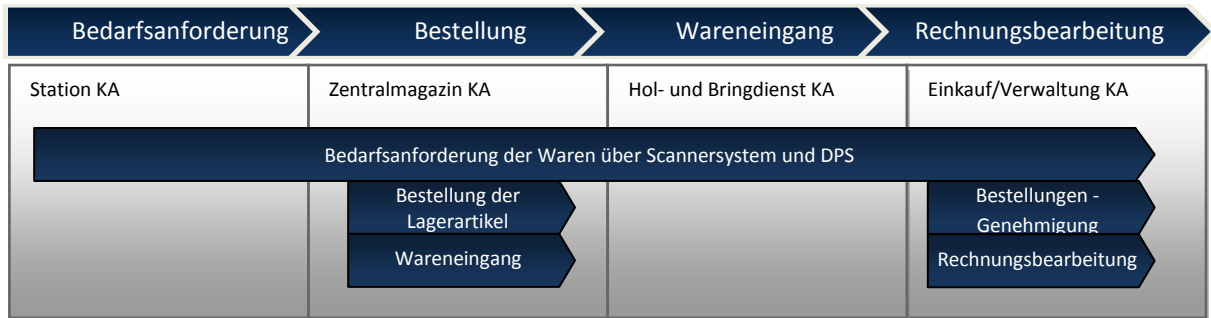 Bedarfsanforderung
Bestellung
Wareneingang
Rechnungsbearbeitung
Station KA
Zentralmagazin KA
Hol- und Bringdienst KA
Einkauf/Verwaltung KA
Bedarfsanforderung der Waren über Scannersystem und DPS
Bestellung der
Lagerartikel
Wareneingang
Bestellungen -
Genehmigung
Rechnungsbearbeitung